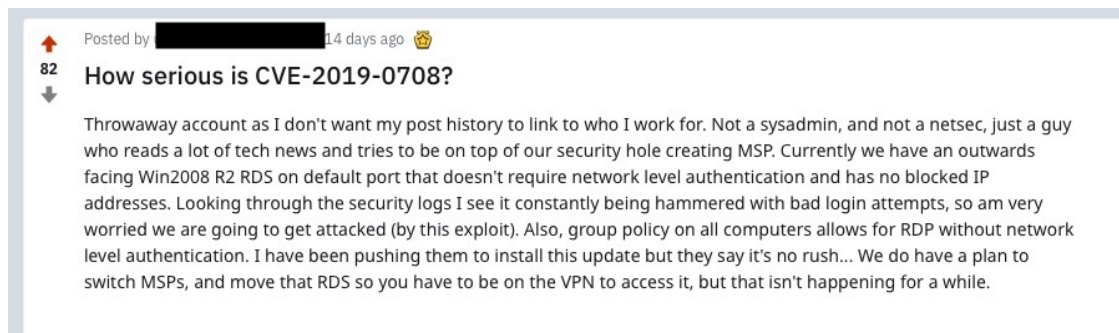 Posted by 14 days ago
82
How serious is CVE-2019-0708?
Throwaway account as I don't want my post history to link to who I work for. Not a sysadmin, and not a netsec, just a guy
who reads a lot of tech news and tries to be on top of our security hole creating MSP. Currently we have an outwards
facing Win2008 R2 RDS on default port that doesn't require network level authentication and has no blocked IP
addresses. Looking through the security logs I see it constantly being hammered with bad login attempts, so am very
worried we are going to get attacked (by this exploit). Also, group policy on all computers allows for RDP without network
level authentication. I have been pushing them to install this update but they say it's no rush... We do have a plan to
switch MSPs, and move that RDS so you have to be on the VPN to access it, but that isn't happening for a while.